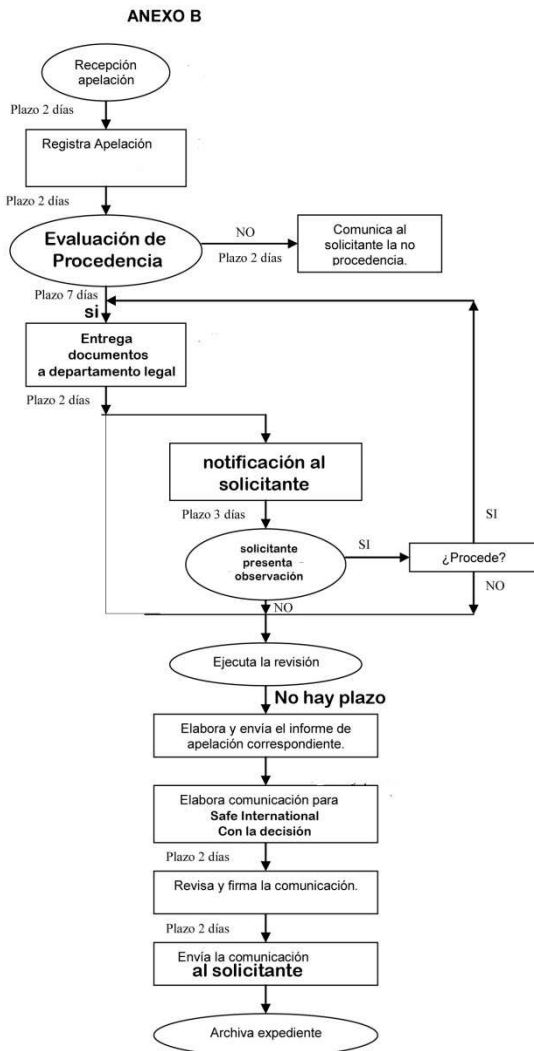 ANEXO B
Recepción
apelación
Plazo 2 días
Registra Apelación
Plazo 2 días
Evaluación de
Procedencia
NO
Plazo 2 días
Comunica al
solicitante la no
procedencia.
Plazo 7 días
si
Entrega
documentos
a departamento legal
Plazo 2 días
notificación al
solicitante
Plazo 3 días
solicitante
presenta
observación
SI
¿Procede?
SI
NO
NO
Ejecuta la revisión
No hay plazo
Elabora y envía el informe de
apelación correspondiente.
Elabora comunicación para
Safe International
Con la decisión
Plazo 2 días
Revisa y firma la comunicación.
Plazo 2 días
Envía la comunicación
al solicitante
Archiva expediente